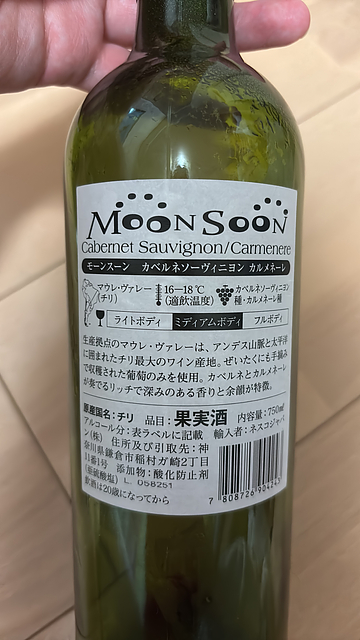 MOON SOON
Cabernet Sauvignon/Carmenere
モーンスーン カベルネソーヴィニヨン カルメネーレ
マウレ・ヴァレー
(チリ)
16−18℃
(適飲温度)
カベルネソーヴィニヨン
種・カルメネーレ種
ライトボディ ミディアムボディ フルボディ
生産拠点のマウレ・ヴァレーは、アンデス山脈と太平洋
に囲まれたチリ最大のワイン産地。ぜいたくにも手摘み
で収穫された葡萄のみを使用。カベルネとカルメネーレ
が奏でるリッチで深みのある香りと余韻が特徴。
原産国名：チリ 品目：果実酒 内容量：750ml
アルコール分：表ラベルに記載 輸入者：ネスコジャパ
ン(株) 住所及び引取先：神
奈川県鎌倉市稲村ガ崎2丁目
11番1号 添加物：酸化防止剤
(亜硫酸塩) L. 058251
飲酒は20歳になってから
7 808726904243